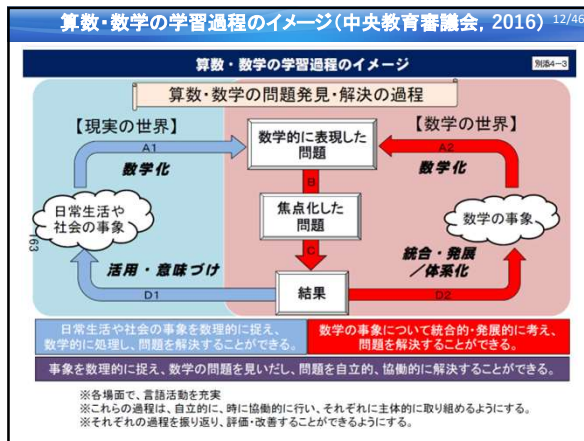 算数・数学の学習過程のイメージ(中央教育審議会, 2016)
12/46
算数・数学の学習過程のイメージ
別添4-3
算数・数学の問題発見・解決の過程
【現実の世界】
【数学の世界】
A1
数学的に表現した
問題
A2
数学化
数学化
B
日常生活や
社会の事象
焦点化した
問題
数学の事象
163
C
活用・意味づけ
統合・発展
/体系化
D1
結果
D2
日常生活や社会の事象を数理的に捉え、
数学的に処理し、問題を解決することができる。
数学の事象について統合的・発展的に考え、
問題を解決することができる。
事象を数理的に捉え、数学の問題を見いだし、問題を自立的、協働的に解決することができる。
※各場面で、言語活動を充実
※これらの過程は、自立的に、時に協働的に行い、それぞれに主体的に取り組めるようにする。
※それぞれの過程を振り返り、評価・改善することができるようにする。